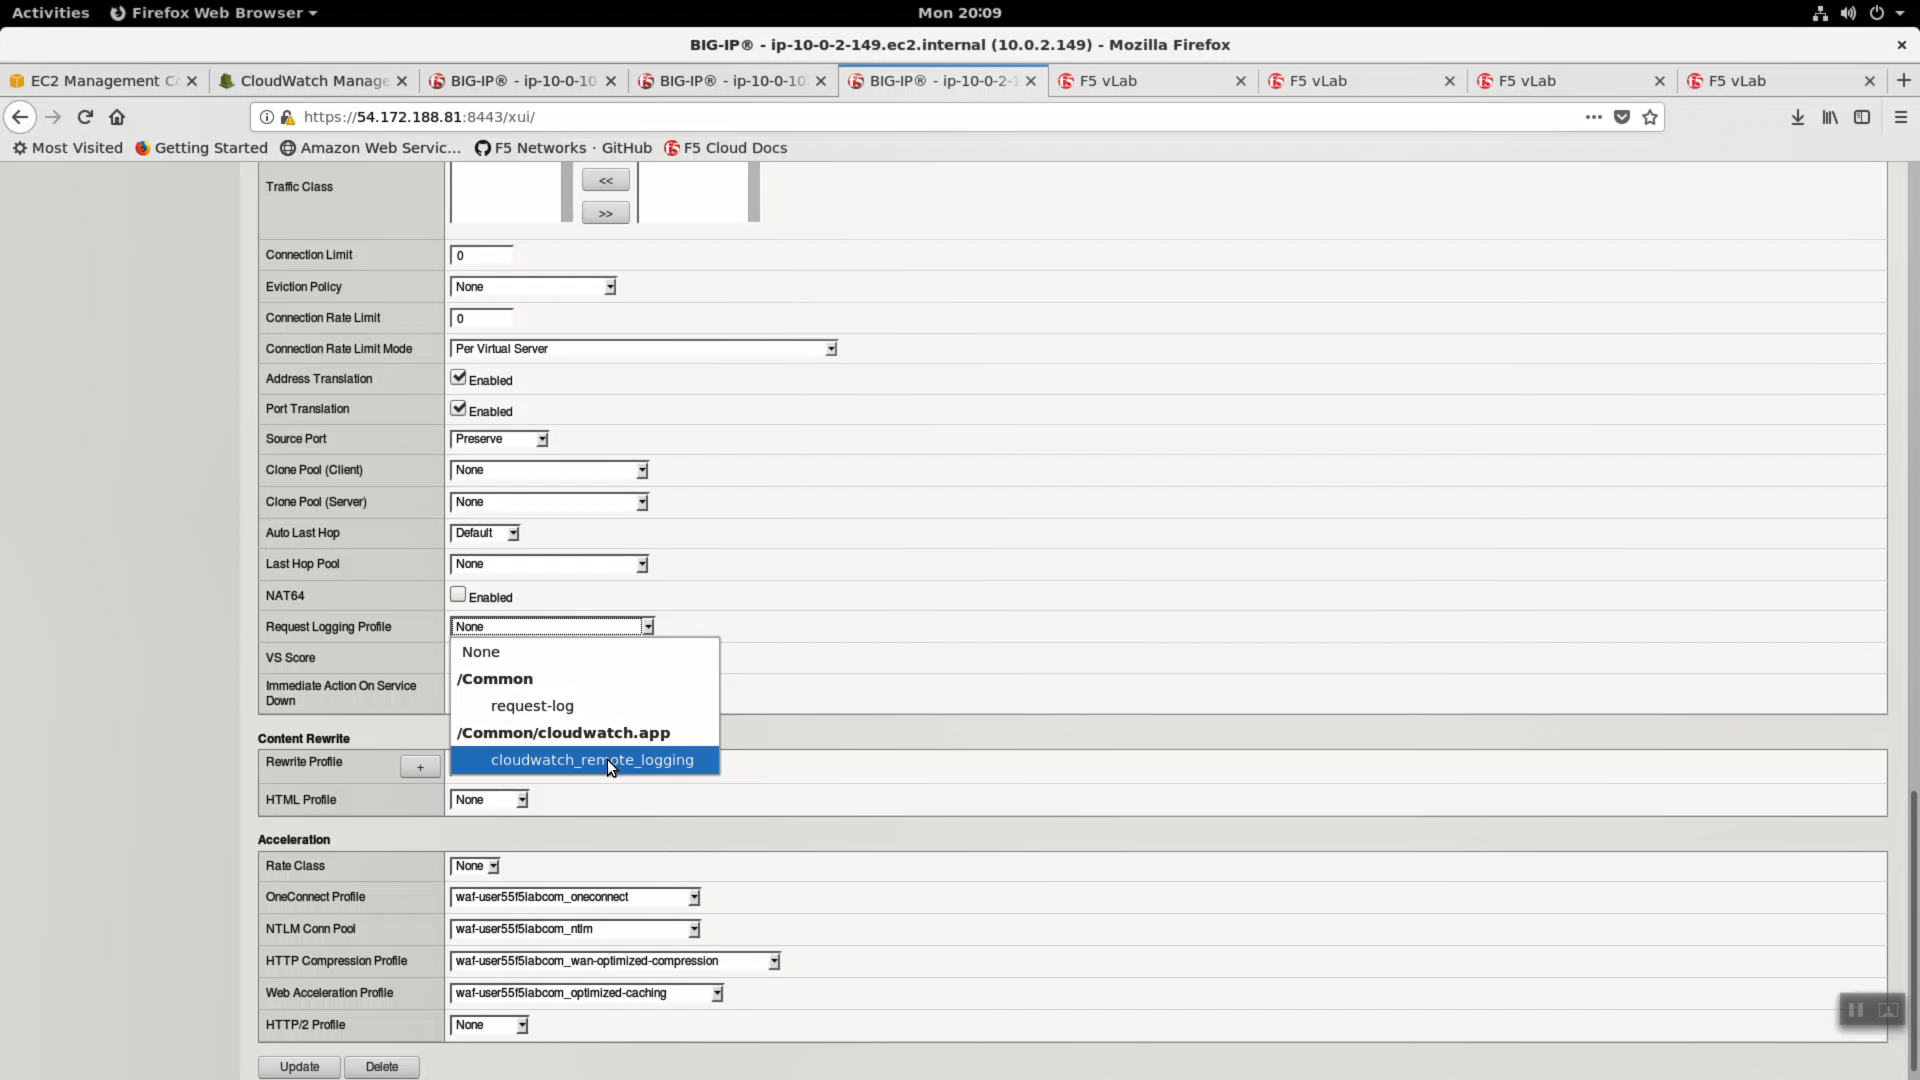 Activities Firefox Web Browser Mon 20:09
BIG-IP® - ip-10-0-2-149.ec2.internal (10.0.2.149) - Mozilla Firefox
EC2 Management Co CloudWatch Manage BIG-IP® - ip-10-0-10 BIG-IP® - ip-10-0-10 BIG-IP® - ip-10-0-2-1 F5 vLab F5 vLab F5 vLab F5 vLab
https://54.172.188.81:8443/xui/
Most Visited Getting Started Amazon Web Servic... F5 Networks · GitHub F5 Cloud Docs
Traffic Class << >>
Connection Limit 0
Eviction Policy None
Connection Rate Limit 0
Connection Rate Limit Mode Per Virtual Server
Address Translation Enabled
Port Translation Enabled
Source Port Preserve
Clone Pool (Client) None
Clone Pool (Server) None
Auto Last Hop Default
Last Hop Pool None
NAT64 Enabled
Request Logging Profile None
None
VS Score
/Common
Immediate Action On Service Down
request-log
/Common/cloudwatch.app
cloudwatch_remote_logging
Content Rewrite
Rewrite Profile +
HTML Profile None
Acceleration
Rate Class None
OneConnect Profile waf-user55f5labcom_oneconnect
NTLM Conn Pool waf-user55f5labcom_ntlm
HTTP Compression Profile waf-user55f5labcom_wan-optimized-compression
Web Acceleration Profile waf-user55f5labcom_optimized-caching
HTTP/2 Profile None
Update Delete